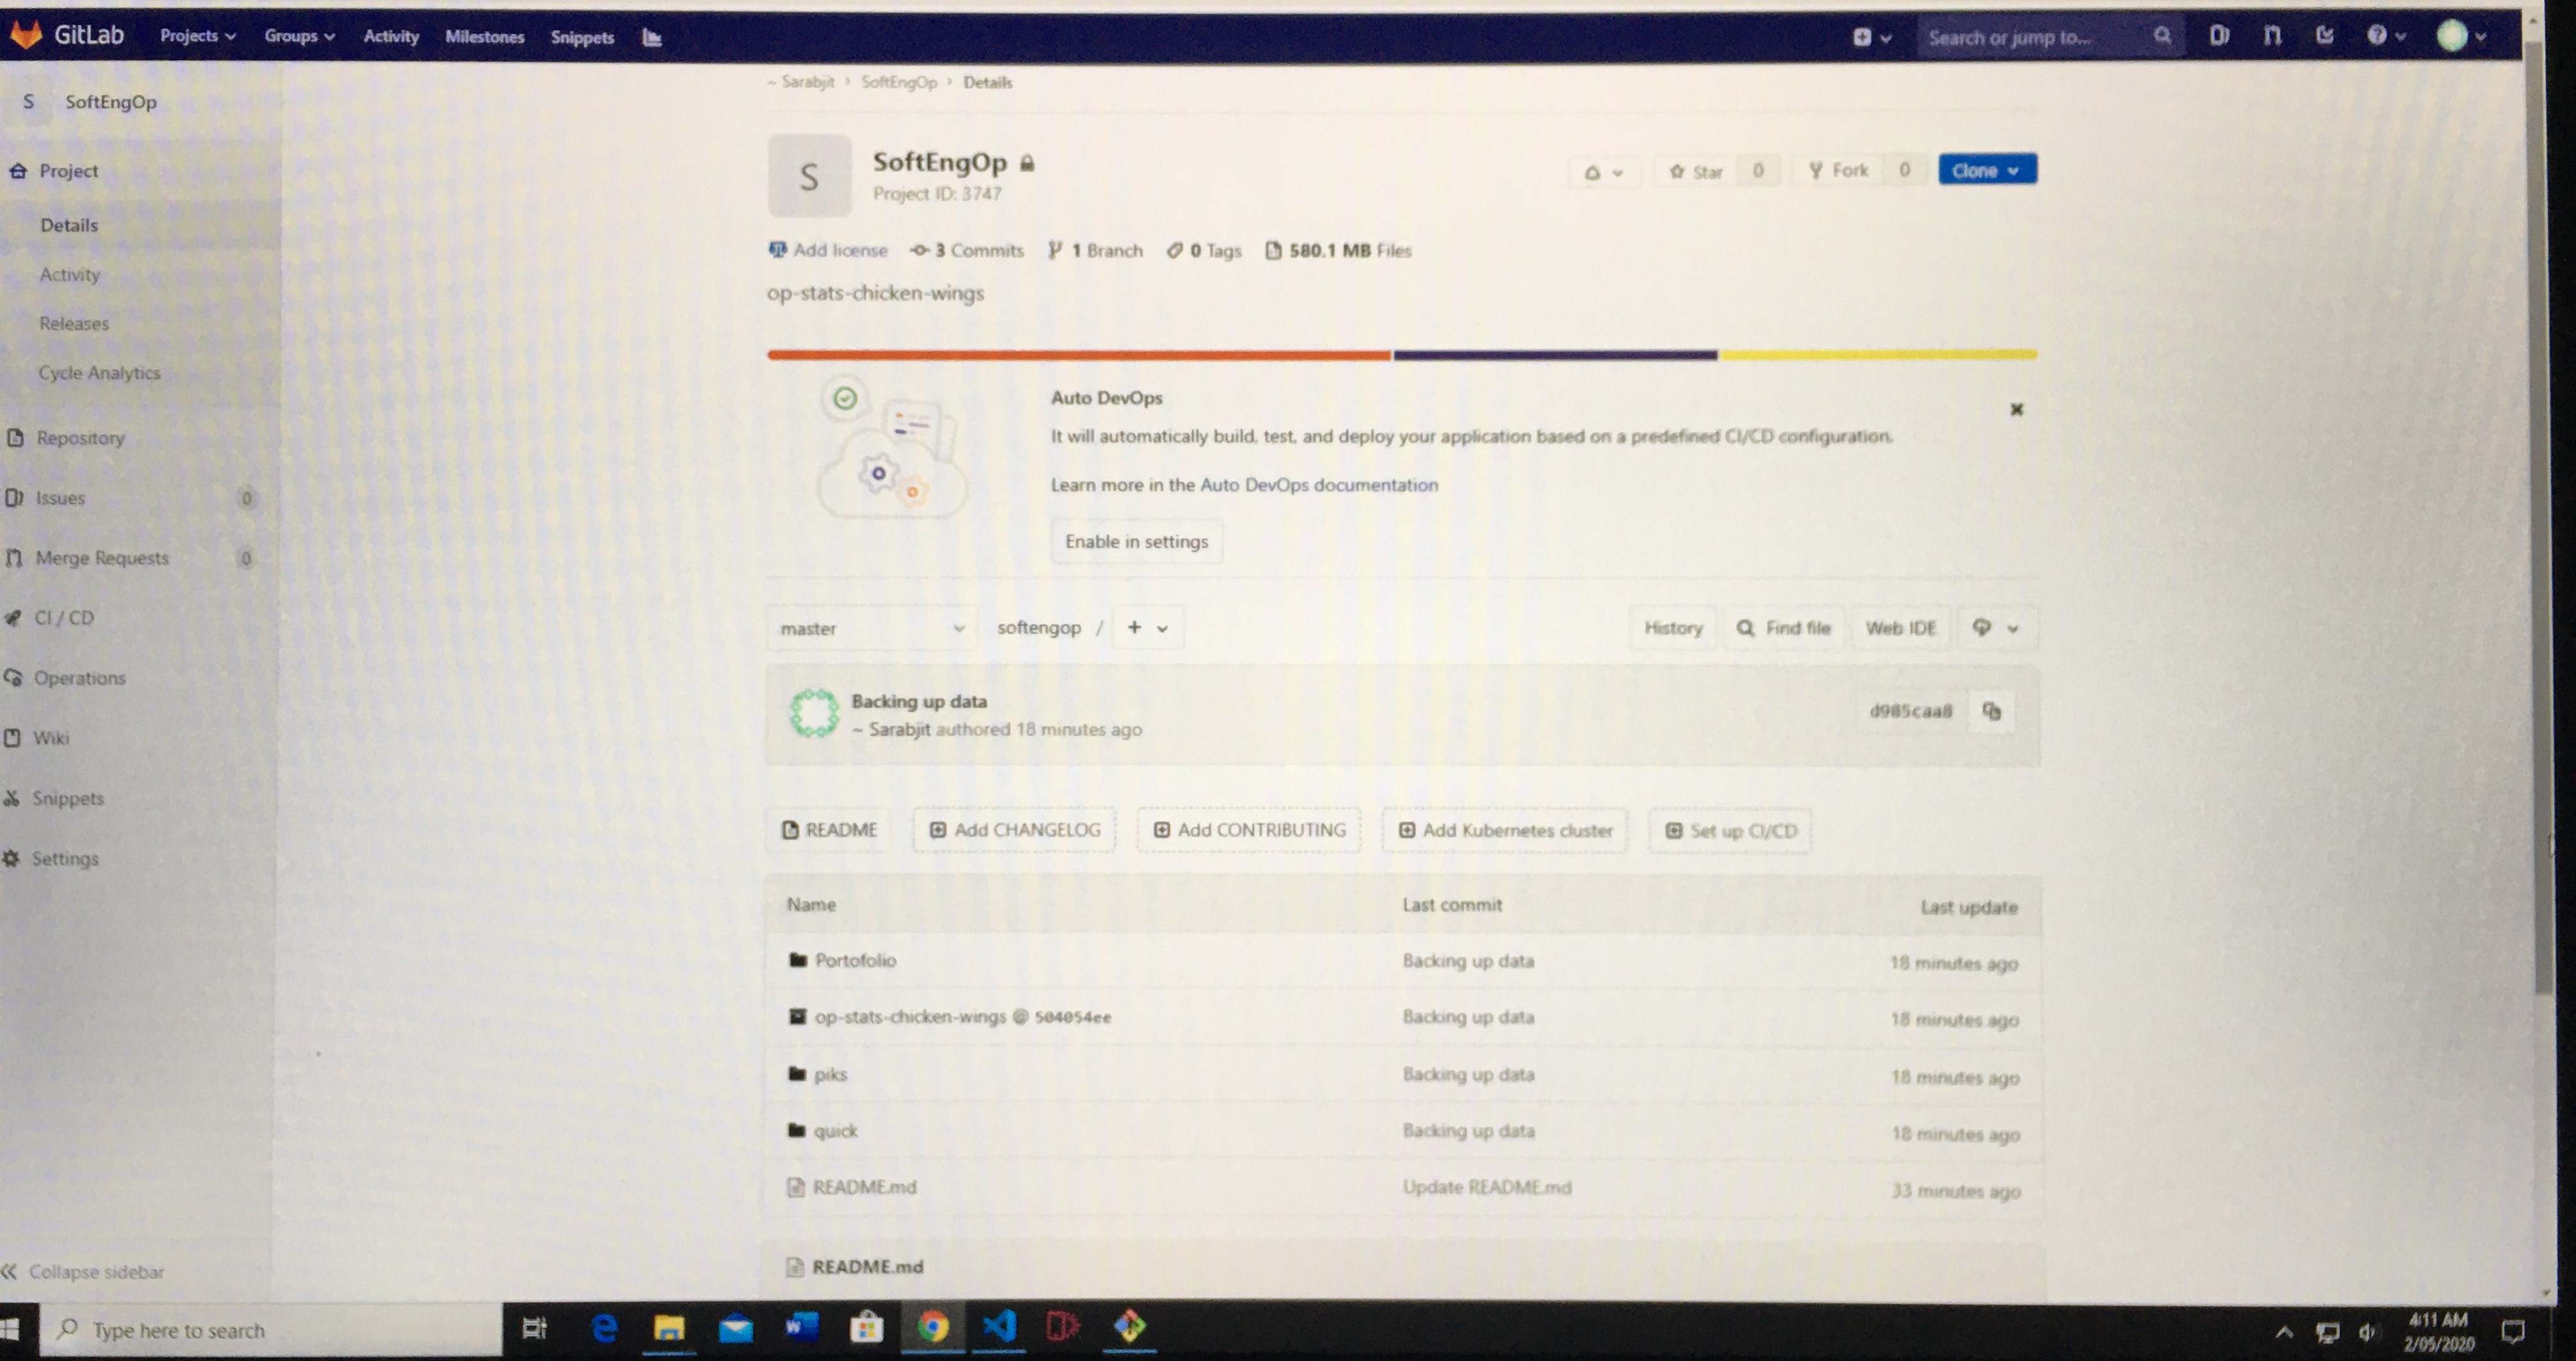 GitLab Projects Groups Activity Milestones Snippets Search or jump to...
S SoftEngOp
Project
Details
Activity
Releases
Cycle Analytics
Repository
Issues 0
Merge Requests 0
CI / CD
Operations
Wiki
Snippets
Settings
Collapse sidebar
~ Sarabjit › SoftEngOp › Details
S
SoftEngOp
Project ID: 3747
Star 0 Fork 0 Clone
Add license 3 Commits 1 Branch 0 Tags 580.1 MB Files
op-stats-chicken-wings
Auto DevOps
It will automatically build, test, and deploy your application based on a predefined CI/CD configuration.
Learn more in the Auto DevOps documentation
Enable in settings
master softengop / + History Find file Web IDE
Backing up data
~ Sarabjit authored 18 minutes ago
d985caa8
README Add CHANGELOG Add CONTRIBUTING Add Kubernetes cluster Set up CI/CD
Name Last commit Last update
Portofolio Backing up data 18 minutes ago
op-stats-chicken-wings @ 504054ee Backing up data 18 minutes ago
piks Backing up data 18 minutes ago
quick Backing up data 18 minutes ago
README.md Update README.md 33 minutes ago
README.md
Type here to search
4:11 AM
2/05/2020